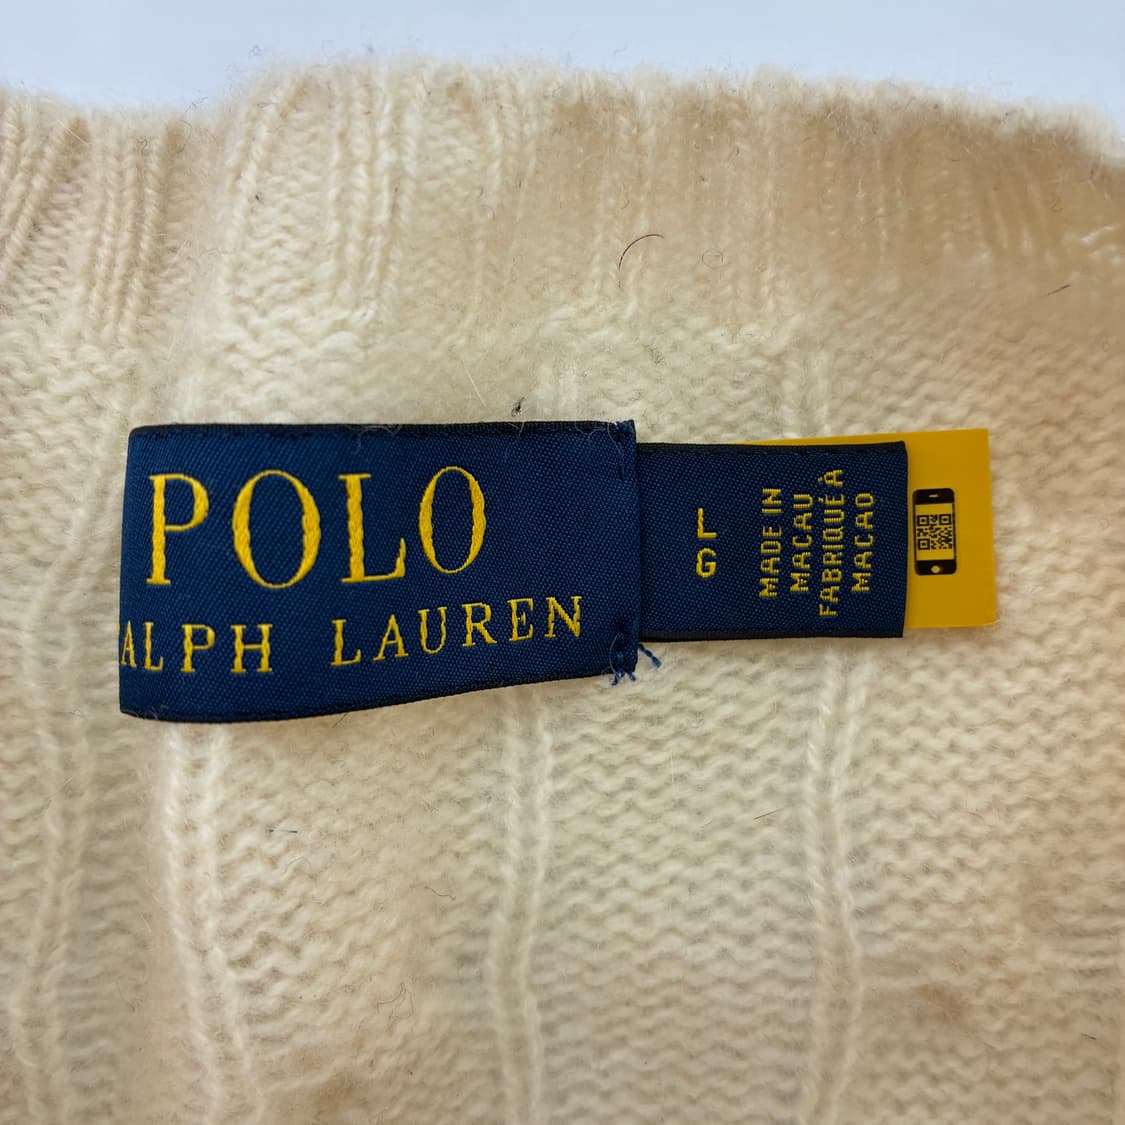 POLO
ALPH LAUREN
L
G
MADE IN
MACAU
FABRIQUÉ À
MACAO